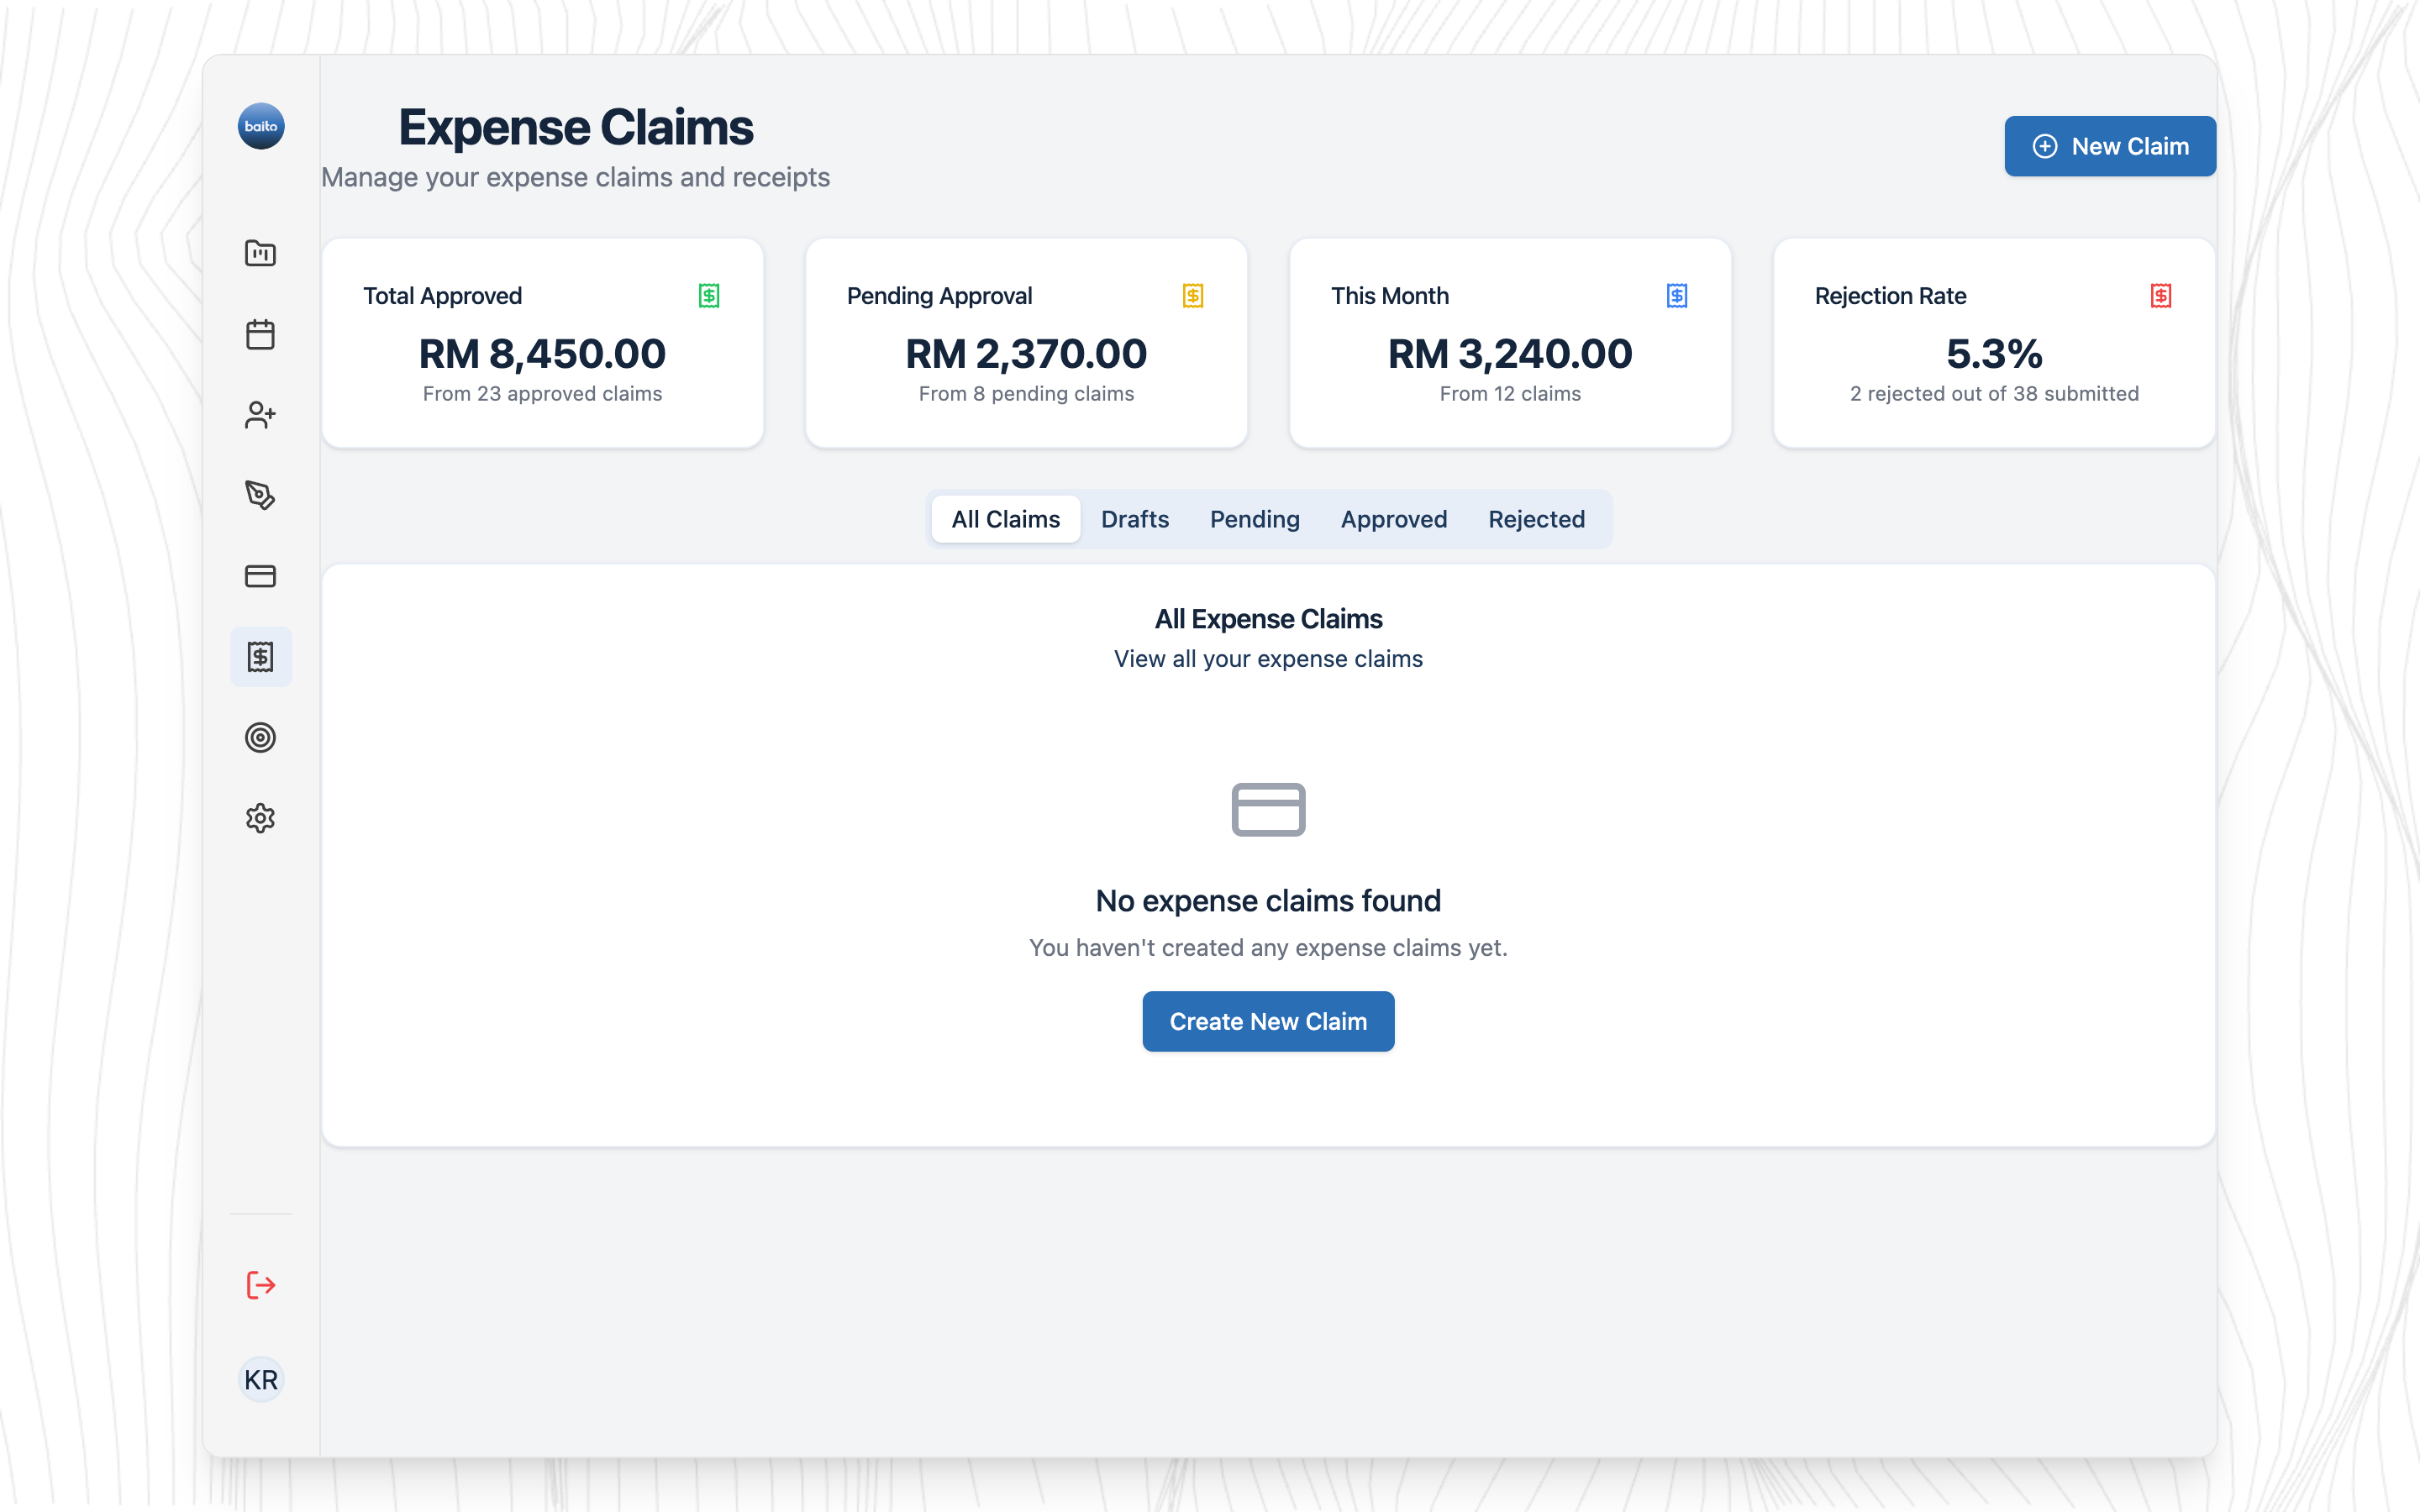 baito
Expense Claims
Manage your expense claims and receipts
New Claim
Total Approved
RM 8,450.00
From 23 approved claims
Pending Approval
RM 2,370.00
From 8 pending claims
This Month
RM 3,240.00
From 12 claims
Rejection Rate
5.3%
2 rejected out of 38 submitted
All Claims Drafts Pending Approved Rejected
All Expense Claims
View all your expense claims
No expense claims found
You haven't created any expense claims yet.
Create New Claim
KR